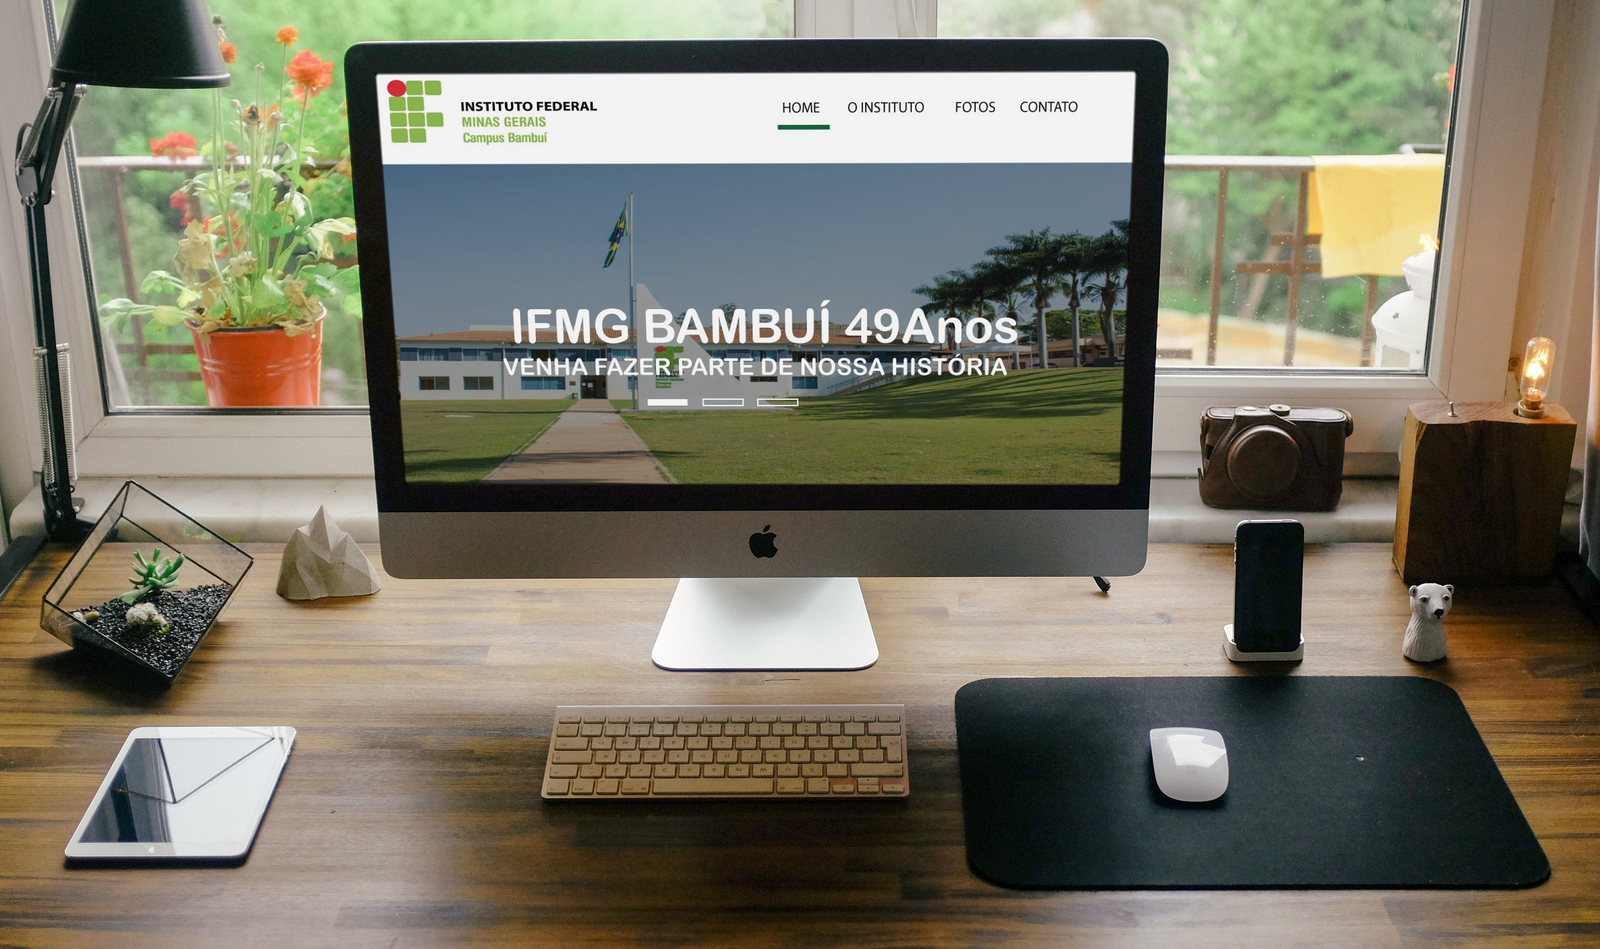 INSTITUTO FEDERAL
MINAS GERAIS
Campus Bambuí
HOME O INSTITUTO FOTOS CONTATO
IFMG BAMBUÍ 49Anos
VENHA FAZER PARTE DE NOSSA HISTÓRIA